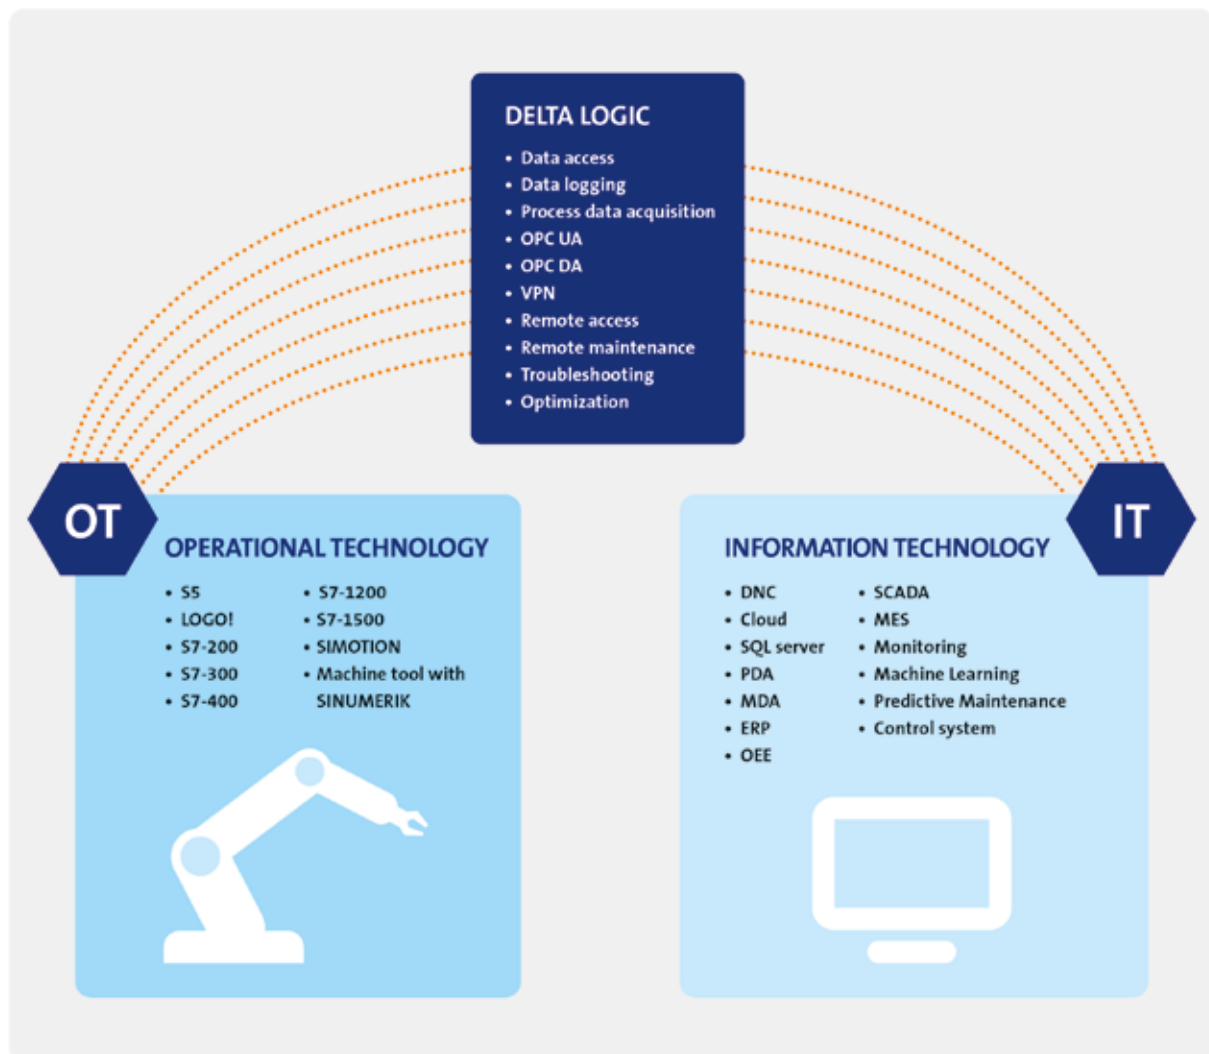 DELTA LOGIC
• Data access
• Data logging
• Process data acquisition
• OPC UA
• OPC DA
• VPN
• Remote access
• Remote maintenance
• Troubleshooting
• Optimization
OT
OPERATIONAL TECHNOLOGY
• S5
• LOGO!
• S7-200
• S7-300
• S7-400
• S7-1200
• S7-1500
• SIMOTION
• Machine tool with
SINUMERIK
IT
INFORMATION TECHNOLOGY
• DNC
• Cloud
• SQL server
• PDA
• MDA
• ERP
• OEE
• SCADA
• MES
• Monitoring
• Machine Learning
• Predictive Maintenance
• Control system